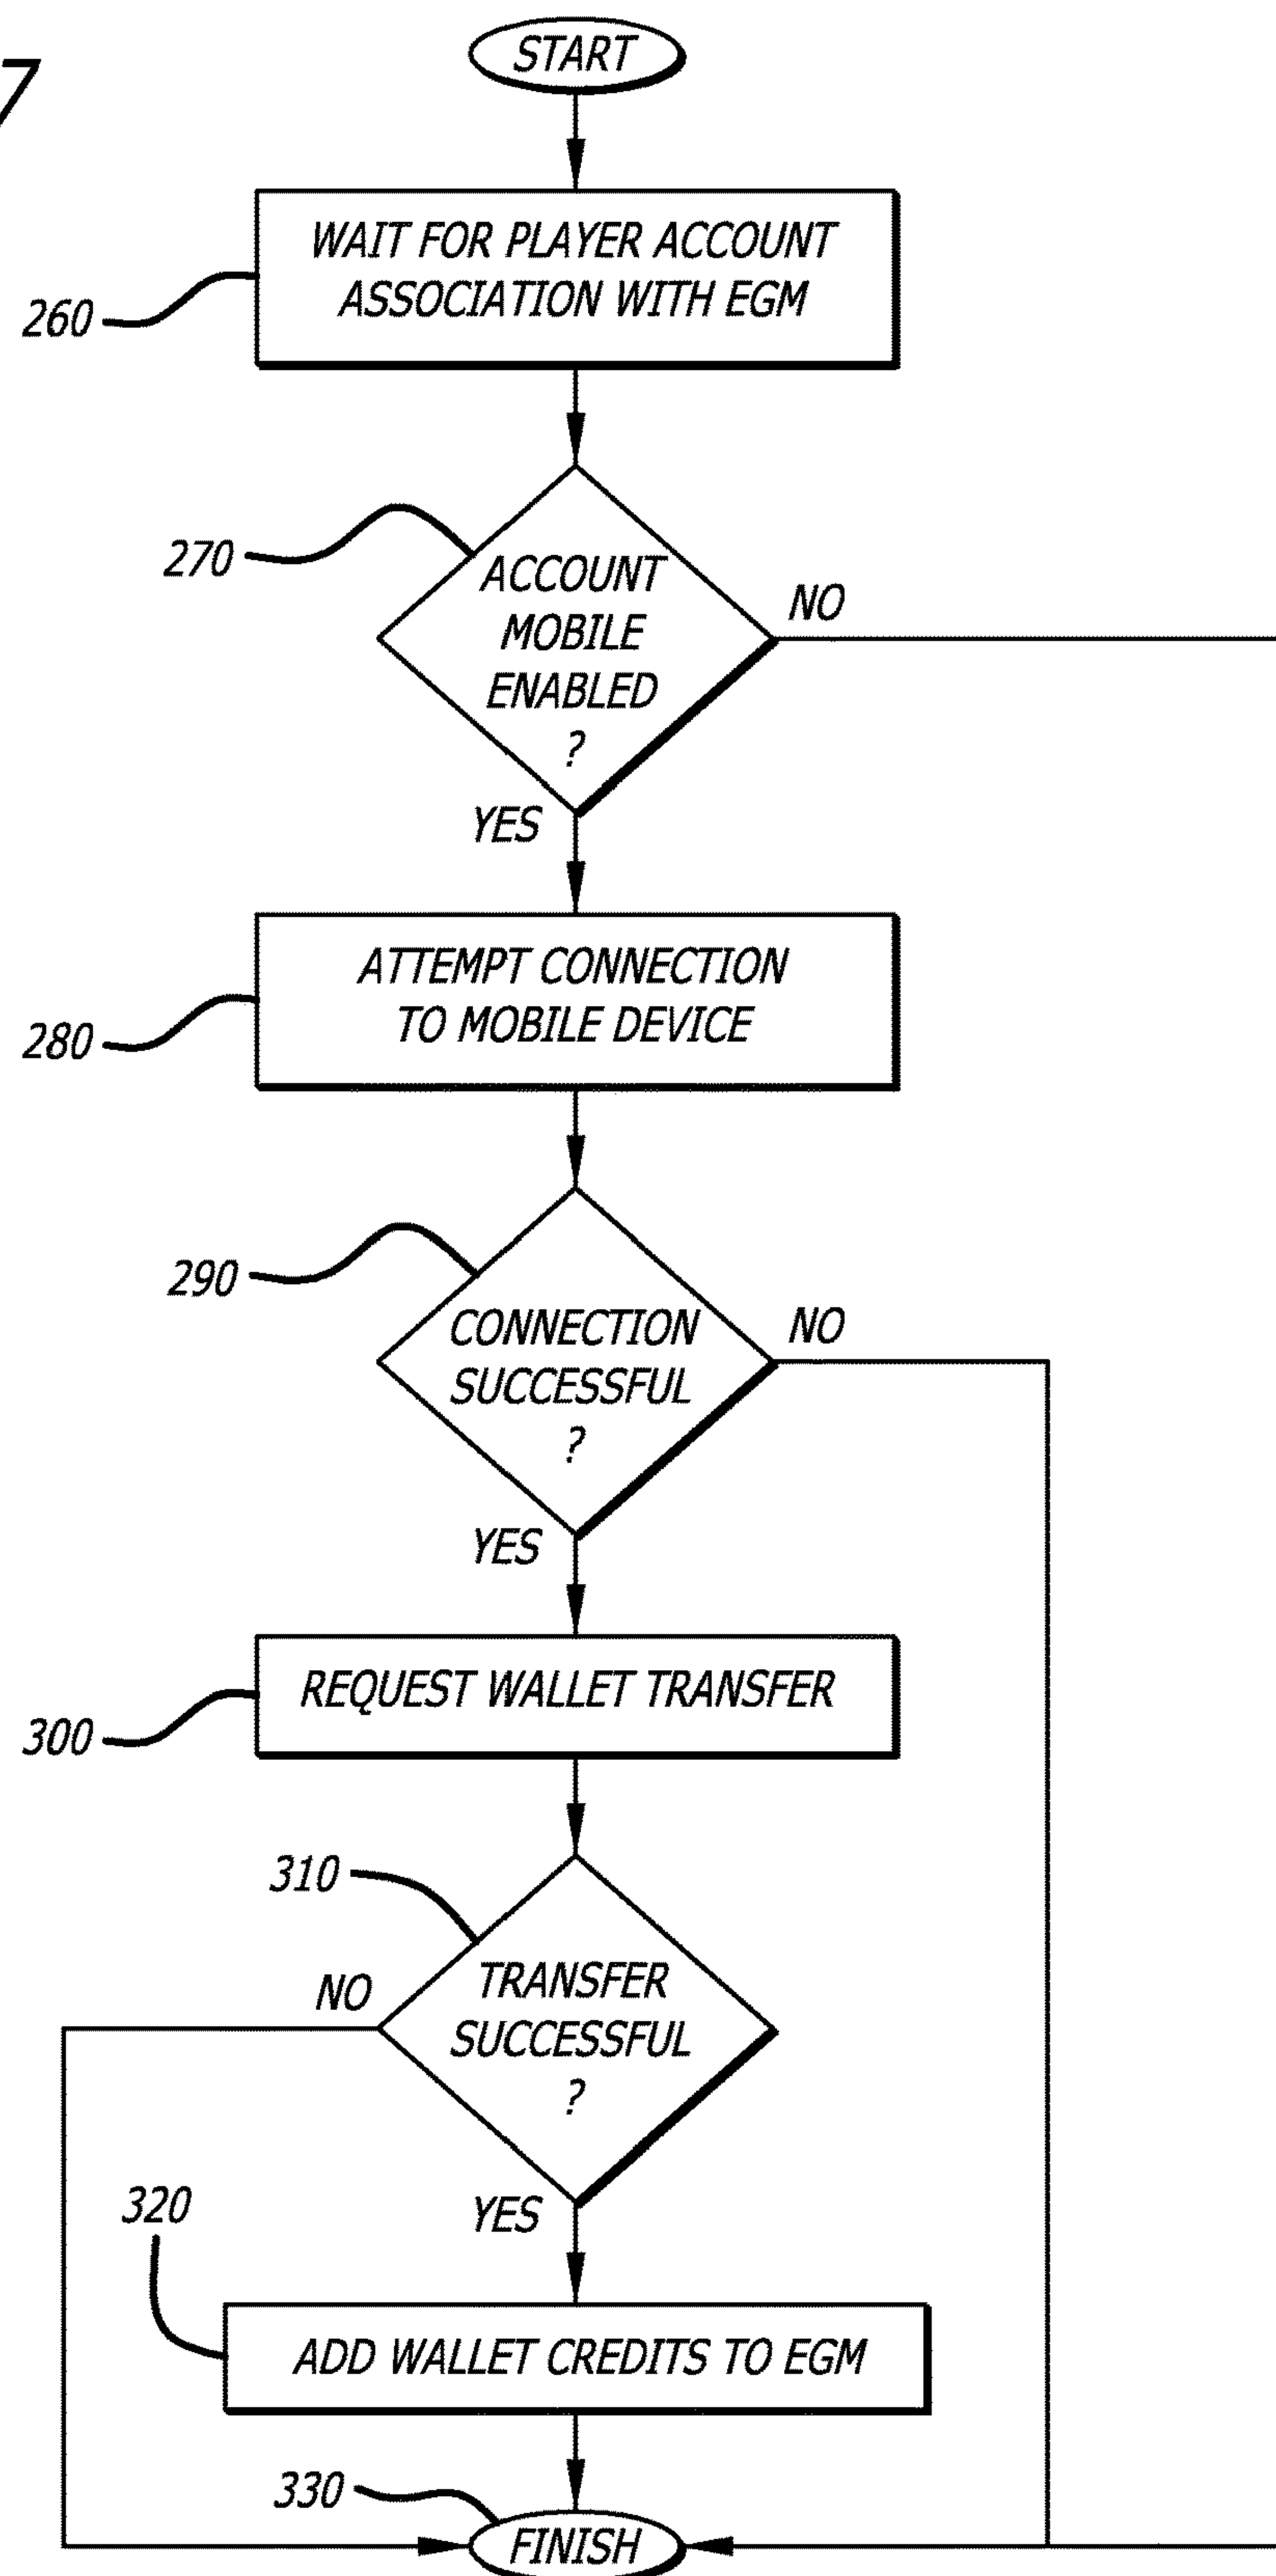 7
START
WAIT FOR PLAYER ACCOUNT
ASSOCIATION WITH EGM
260
270
ACCOUNT
MOBILE
ENABLED
?
NO
YES
ATTEMPT CONNECTION
TO MOBILE DEVICE
280
290
CONNECTION
SUCCESSFUL
?
NO
YES
REQUEST WALLET TRANSFER
300
310
TRANSFER
SUCCESSFUL
?
NO
YES
320
ADD WALLET CREDITS TO EGM
330
FINISH